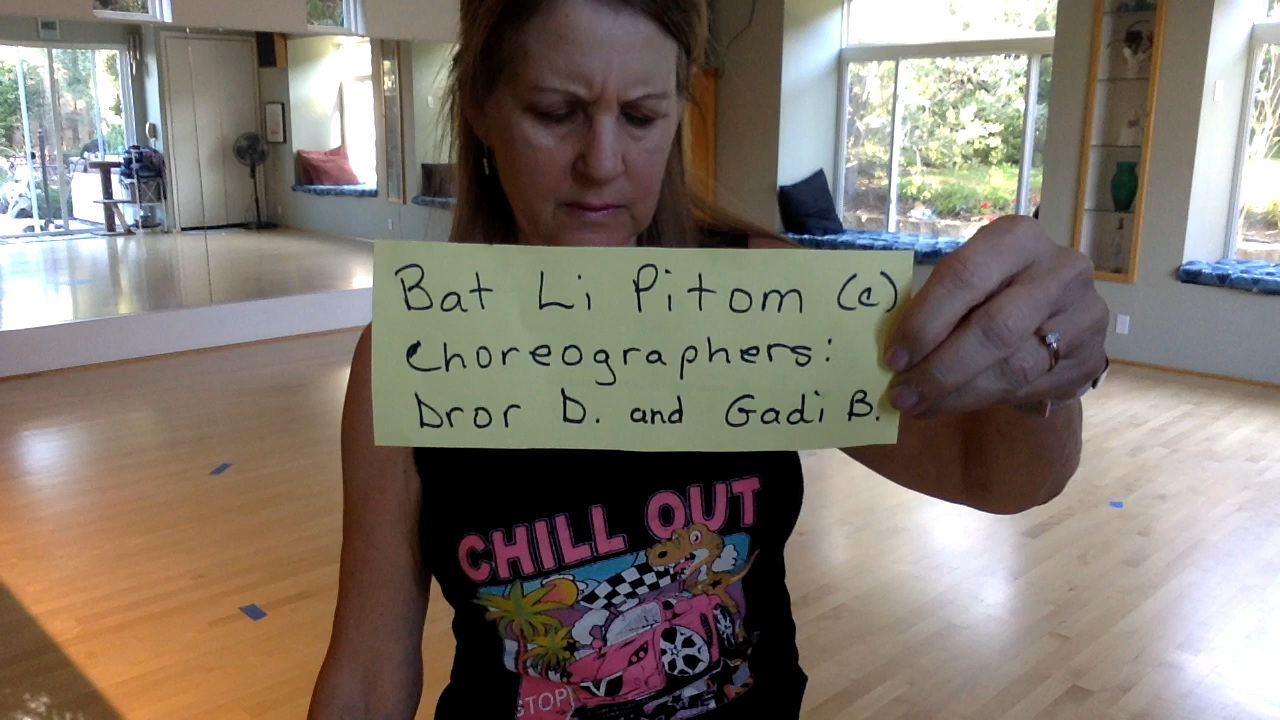 Bat Li Pitom (c)
Choreographers:
Dror D. and Gadi B.
CHILL OUT
STOP!